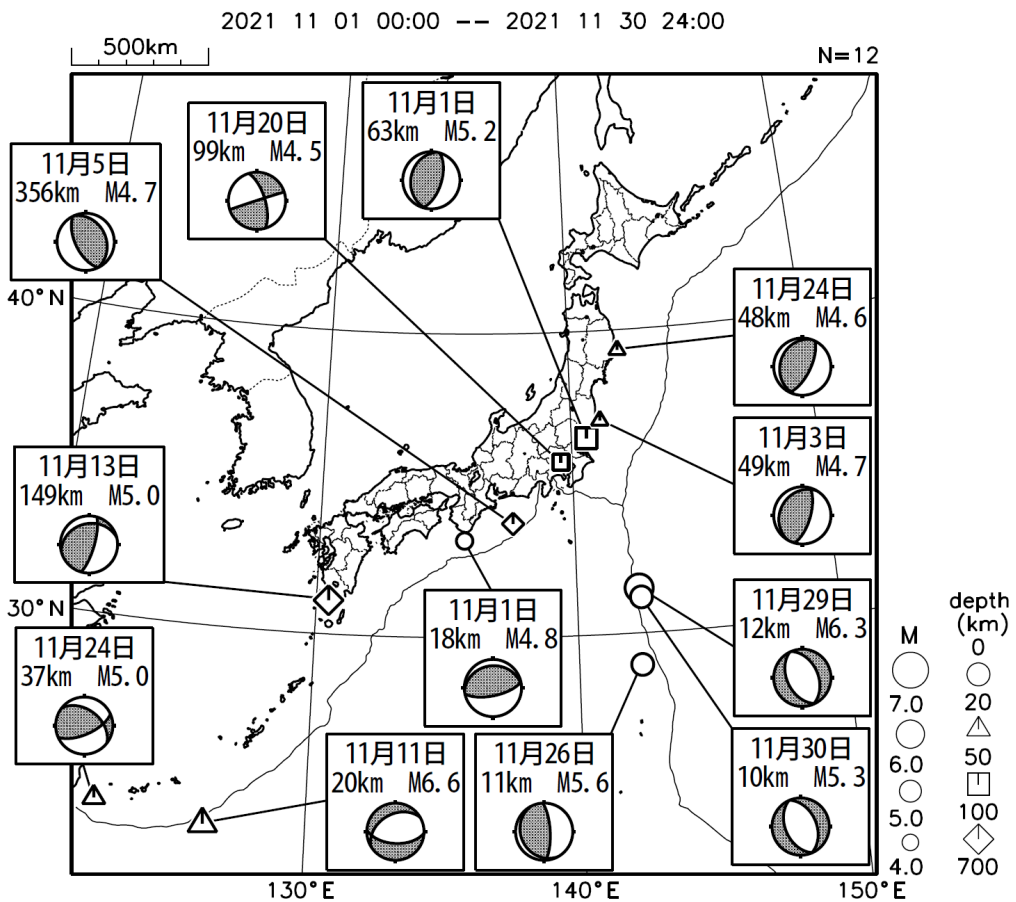 2021 11 01 00:00 -- 2021 11 30 24:00
500km
N=12
11月1日
63km M5.2
11月20日
99km M4.5
11月5日
356km M4.7
40°N
11月24日
48km M4.6
11月3日
49km M4.7
11月13日
149km M5.0
30°N
11月24日
37km M5.0
11月1日
18km M4.8
11月29日
12km M6.3
11月11日
20km M6.6
11月26日
11km M5.6
11月30日
10km M5.3
130°E
140°E
150°E
M
7.0
6.0
5.0
4.0
depth
(km)
0
20
50
100
700